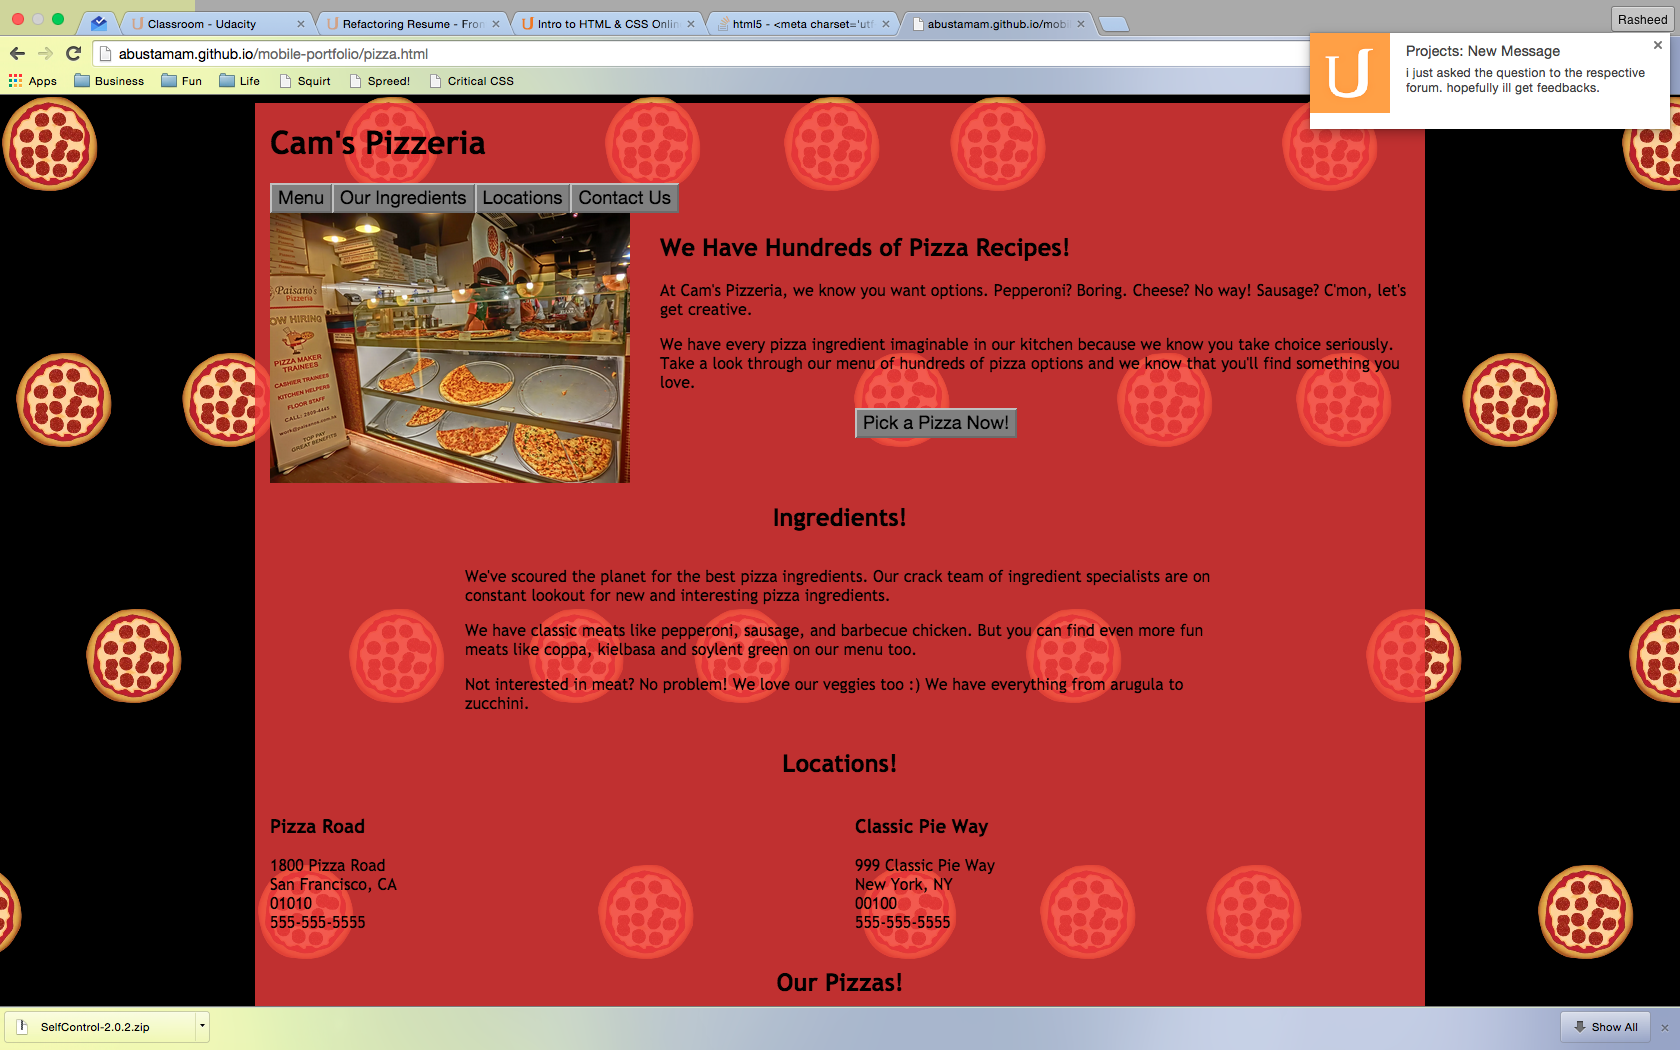 Classroom - Udacity
Refactoring Resume - Fron
Intro to HTML & CSS Onlin
html5 - <meta charset='utf
abustamam.github.io/mobi
Rasheed
abustamam.github.io/mobile-portfolio/pizza.html
Apps
Business
Fun
Life
Squirt
Spreed!
Critical CSS
U
Projects: New Message
i just asked the question to the respective
forum. hopefully ill get feedbacks.
Cam's Pizzeria
Menu
Our Ingredients
Locations
Contact Us
Paisano's
Pizzeria
OW HIRING
PIZZA MAKER
TRAINEES
CASHIER TRAINEES
KITCHEN HELPERS
FLOOR STAFF
TOP PAY
GREAT BENEFITS
We Have Hundreds of Pizza Recipes!
At Cam's Pizzeria, we know you want options. Pepperoni? Boring. Cheese? No way! Sausage? C'mon, let's
get creative.
We have every pizza ingredient imaginable in our kitchen because we know you take choice seriously.
Take a look through our menu of hundreds of pizza options and we know that you'll find something you
love.
Pick a Pizza Now!
Ingredients!
We've scoured the planet for the best pizza ingredients. Our crack team of ingredient specialists are on
constant lookout for new and interesting pizza ingredients.
We have classic meats like pepperoni, sausage, and barbecue chicken. But you can find even more fun
meats like coppa, kielbasa and soylent green on our menu too.
Not interested in meat? No problem! We love our veggies too :) We have everything from arugula to
zucchini.
Locations!
Pizza Road
1800 Pizza Road
San Francisco, CA
01010
555-555-5555
Classic Pie Way
999 Classic Pie Way
New York, NY
00100
555-555-5555
Our Pizzas!
SelfControl-2.0.2.zip
Show All